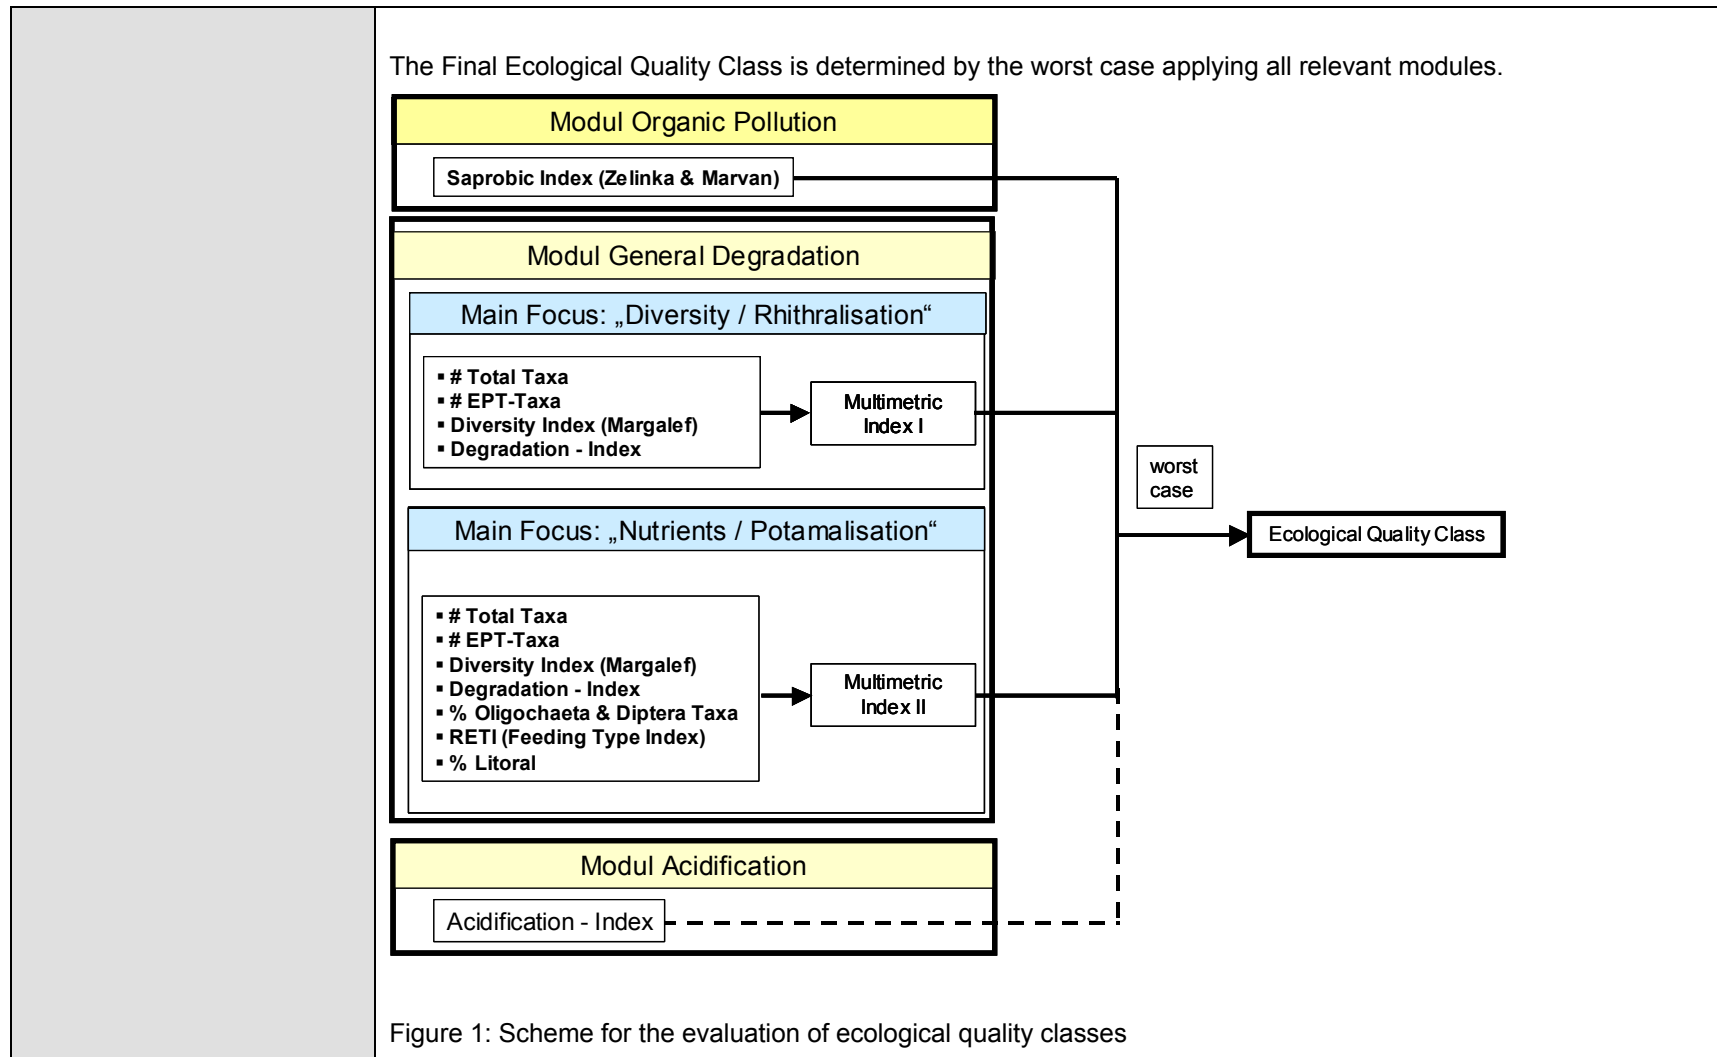 The Final Ecological Quality Class is determined by the worst case applying all relevant modules.
Modul Organic Pollution
Saprobic Index (Zelinka & Marvan)
Modul General Degradation
Main Focus: „Diversity / Rhithralisation“
▪ # Total Taxa
▪ # EPT-Taxa
▪ Diversity Index (Margalef)
▪ Degradation - Index
Multimetric
Index I
Main Focus: „Nutrients / Potamalisation“
▪ # Total Taxa
▪ # EPT-Taxa
▪ Diversity Index (Margalef)
▪ Degradation - Index
▪ % Oligochaeta & Diptera Taxa
▪ RETI (Feeding Type Index)
▪ % Litoral
Multimetric
Index II
worst
case
Ecological Quality Class
Modul Acidification
Acidification - Index
Figure 1: Scheme for the evaluation of ecological quality classes